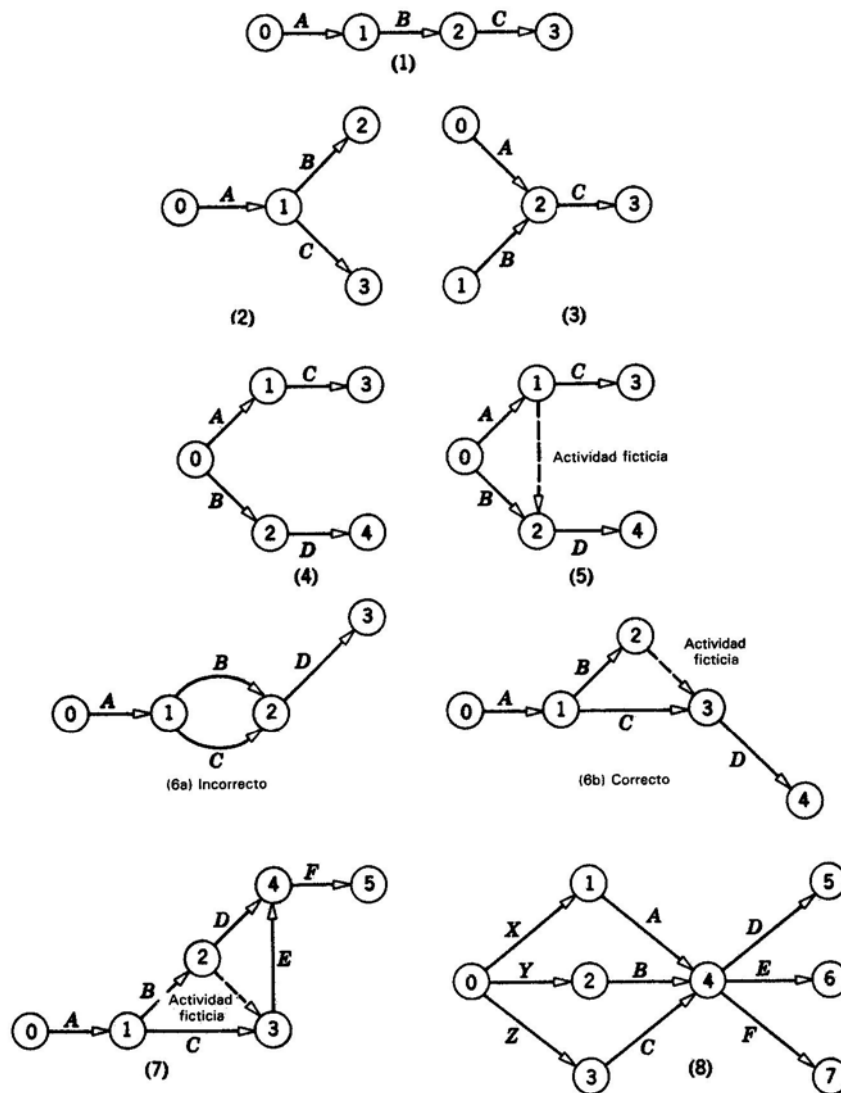 0 A 1 B 2 C 3
(1)
0 A 1 B 2 C 3
(2)
0 A 1 B 2 C 3
(3)
0 A 1 C 3 B 2 D 4
(4)
0 A 1 C 3 Actividad ficticia B 2 D 4
(5)
0 A 1 B C 2 D 3
(6a) Incorrecto
0 A 1 B 2 Actividad
ficticia
C 3 D 4
(6b) Correcto
0 A 1 B 2 D 4 F 5
Actividad
ficticia
C 3 E
(7)
0 X 1 A D 5
Y 2 B 4 E 6
Z 3 C F 7
(8)